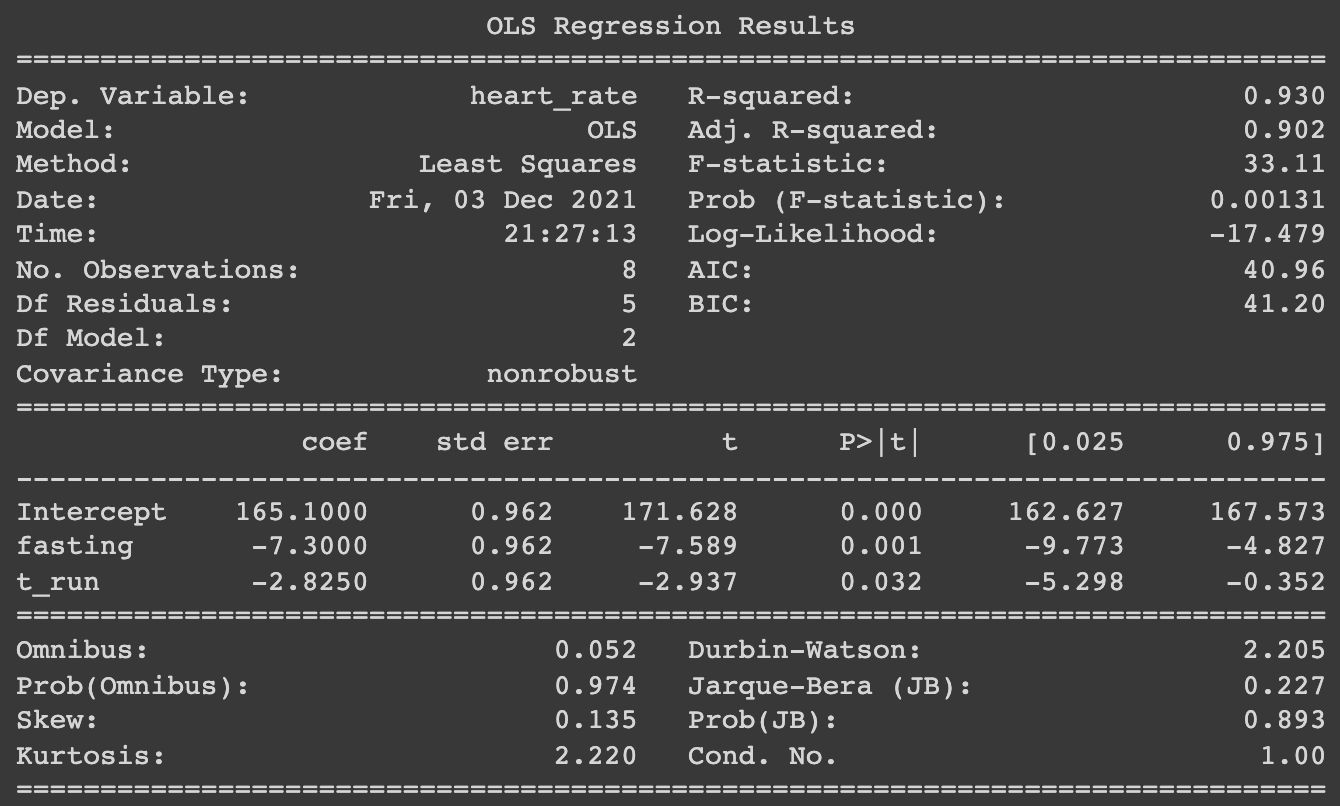 OLS Regression Results
==============================================================================
Dep. Variable:             heart_rate   R-squared:                       0.930
Model:                            OLS   Adj. R-squared:                  0.902
Method:                 Least Squares   F-statistic:                     33.11
Date:                Fri, 03 Dec 2021   Prob (F-statistic):            0.00131
Time:                        21:27:13   Log-Likelihood:                -17.479
No. Observations:                   8   AIC:                             40.96
Df Residuals:                       5   BIC:                             41.20
Df Model:                           2
Covariance Type:            nonrobust
==============================================================================
                 coef    std err          t      P>|t|      [0.025      0.975]
------------------------------------------------------------------------------
Intercept    165.1000      0.962    171.628      0.000     162.627     167.573
fasting       -7.3000      0.962     -7.589      0.001      -9.773      -4.827
t_run         -2.8250      0.962     -2.937      0.032      -5.298      -0.352
==============================================================================
Omnibus:                        0.052   Durbin-Watson:                   2.205
Prob(Omnibus):                  0.974   Jarque-Bera (JB):                0.227
Skew:                           0.135   Prob(JB):                        0.893
Kurtosis:                       2.220   Cond. No.                         1.00
==============================================================================